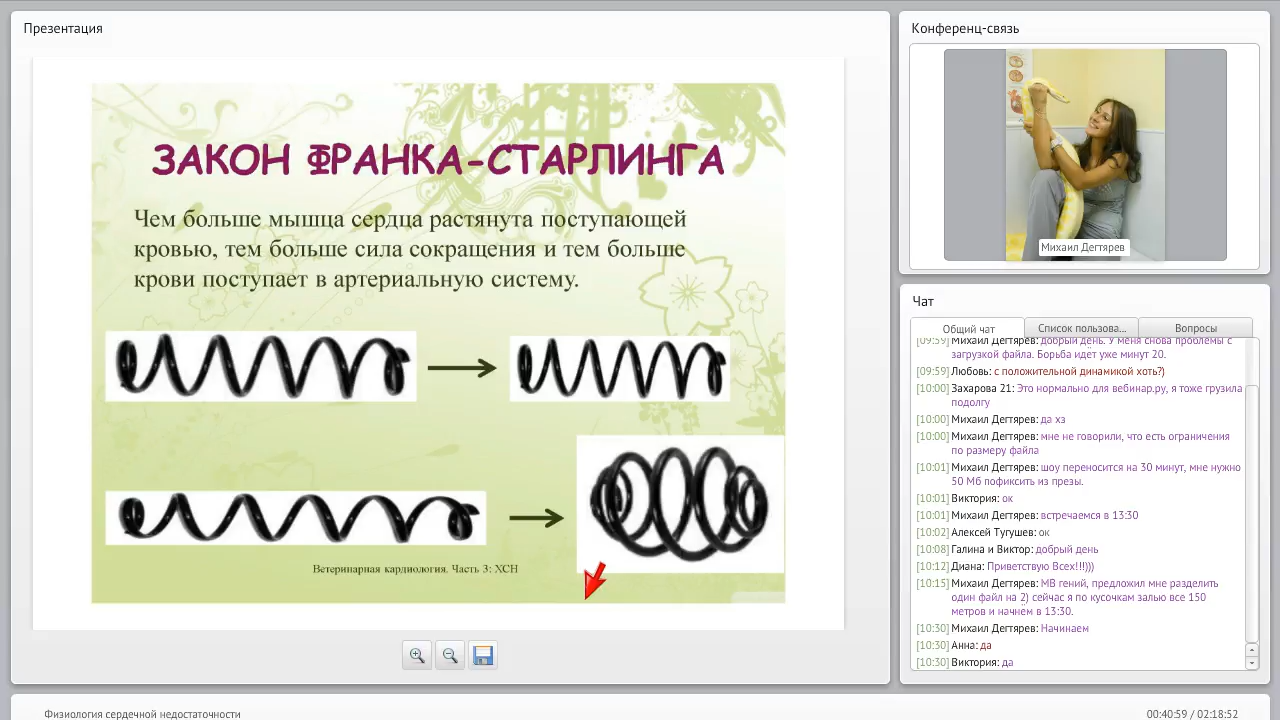 Презентация
ЗАКОН ФРАНКА-СТАРЛИНГА
Чем больше мышца сердца растянута поступающей
кровью, тем больше сила сокращения и тем больше
крови поступает в артериальную систему.
Ветеринарная кардиология. Часть 3: ХСН
Конференц-связь
Михаил Дегтярев
Чат
Общий чат
Список пользова...
Вопросы
[09:59] Михаил Дегтярев: добрый день. У меня снова проблемы с
загрузкой файла. Борьба идёт уже минут 20.
[09:59] Любовь: с положительной динамикой хоть?)
[10:00] Захарова 21: Это нормально для вебинар.ру, я тоже грузила
подолгу
[10:00] Михаил Дегтярев: да хз
[10:00] Михаил Дегтярев: мне не говорили, что есть ограничения
по размеру файла
[10:01] Михаил Дегтярев: шоу переносится на 30 минут, мне нужно
50 Мб пофиксить из презы.
[10:01] Виктория: ок
[10:01] Михаил Дегтярев: встречаемся в 13:30
[10:02] Алексей Тугушев: ок
[10:08] Галина и Виктор: добрый день
[10:12] Диана: Приветствую Всех!!!)))
[10:15] Михаил Дегтярев: МВ гений, предложил мне разделить
один файл на 2) сейчас я по кусочкам залью все 150
метров и начнём в 13:30.
[10:30] Михаил Дегтярев: Начинаем
[10:30] Анна: да
[10:30] Виктория: да
Физиология сердечной недостаточности
00:40:59 / 02:18:52